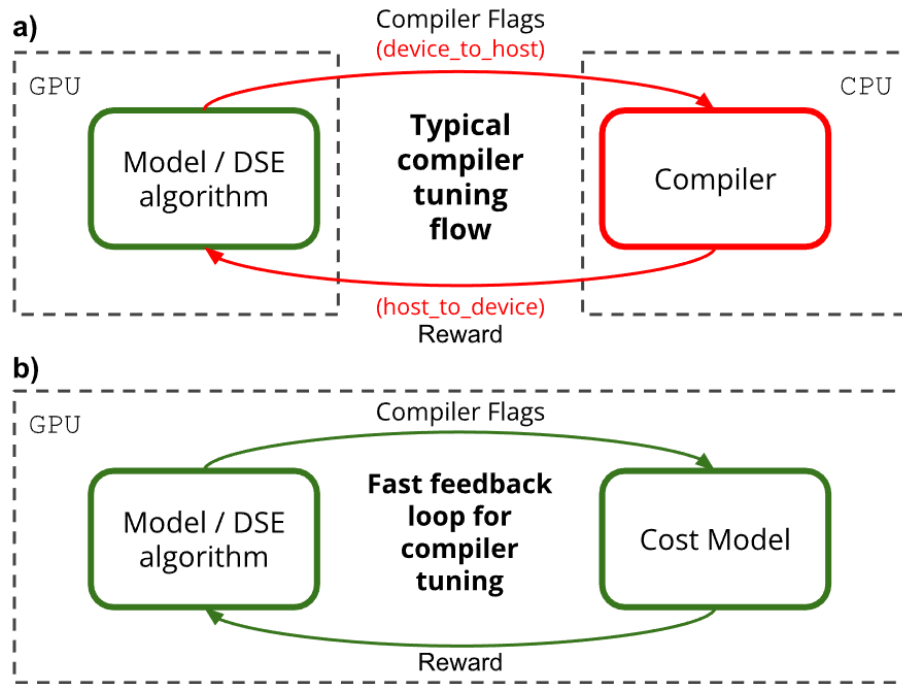 a)
Compiler Flags
(device_to_host)
GPU
CPU
Model / DSE
algorithm
Typical
compiler
tuning
flow
Compiler
(host_to_device)
Reward
b)
GPU
Compiler Flags
Model / DSE
algorithm
Fast feedback
loop for
compiler
tuning
Cost Model
Reward